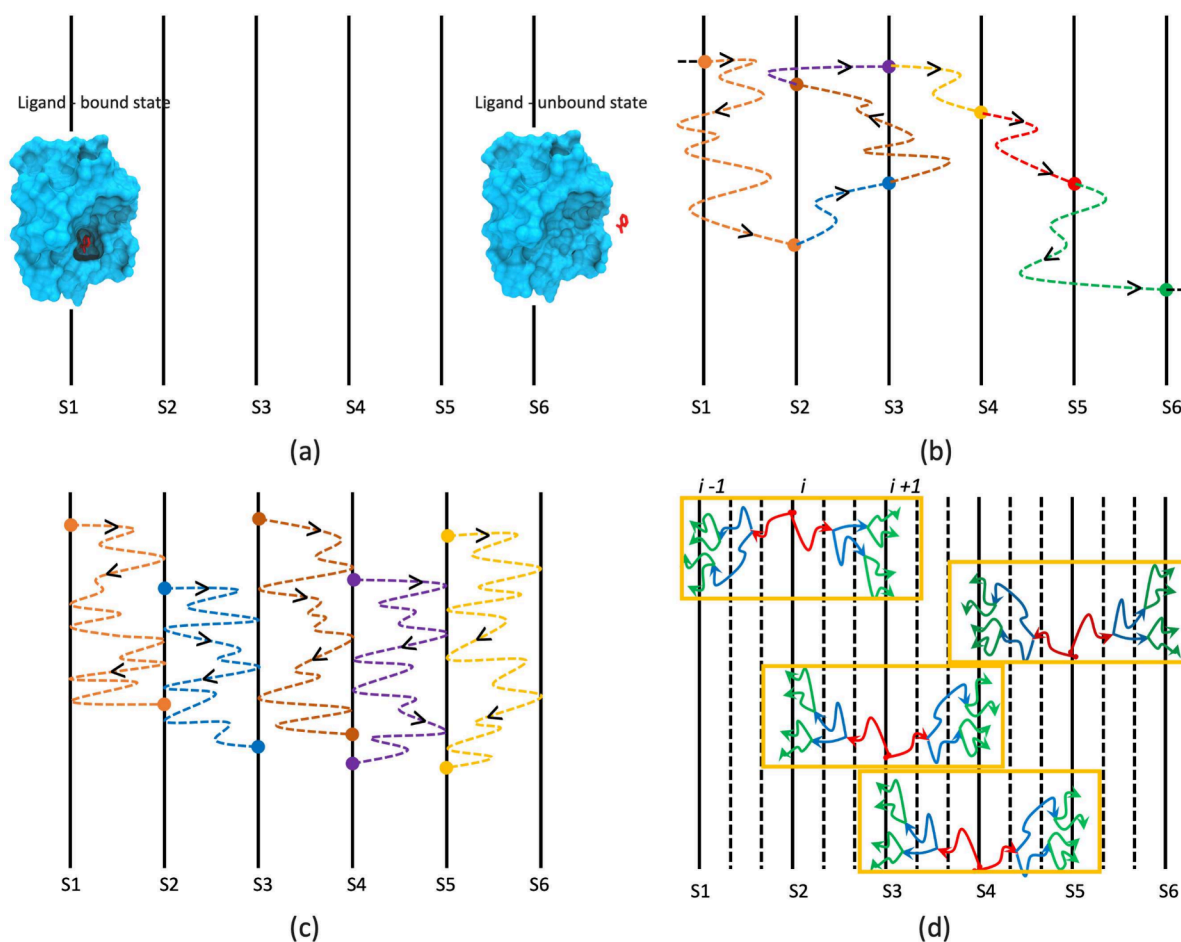 Ligand - bound state
Ligand - unbound state
S1 S2 S3 S4 S5 S6
(a)
S1 S2 S3 S4 S5 S6
(b)
S1 S2 S3 S4 S5 S6
(c)
i -1 i i +1
S1 S2 S3 S4 S5 S6
(d)